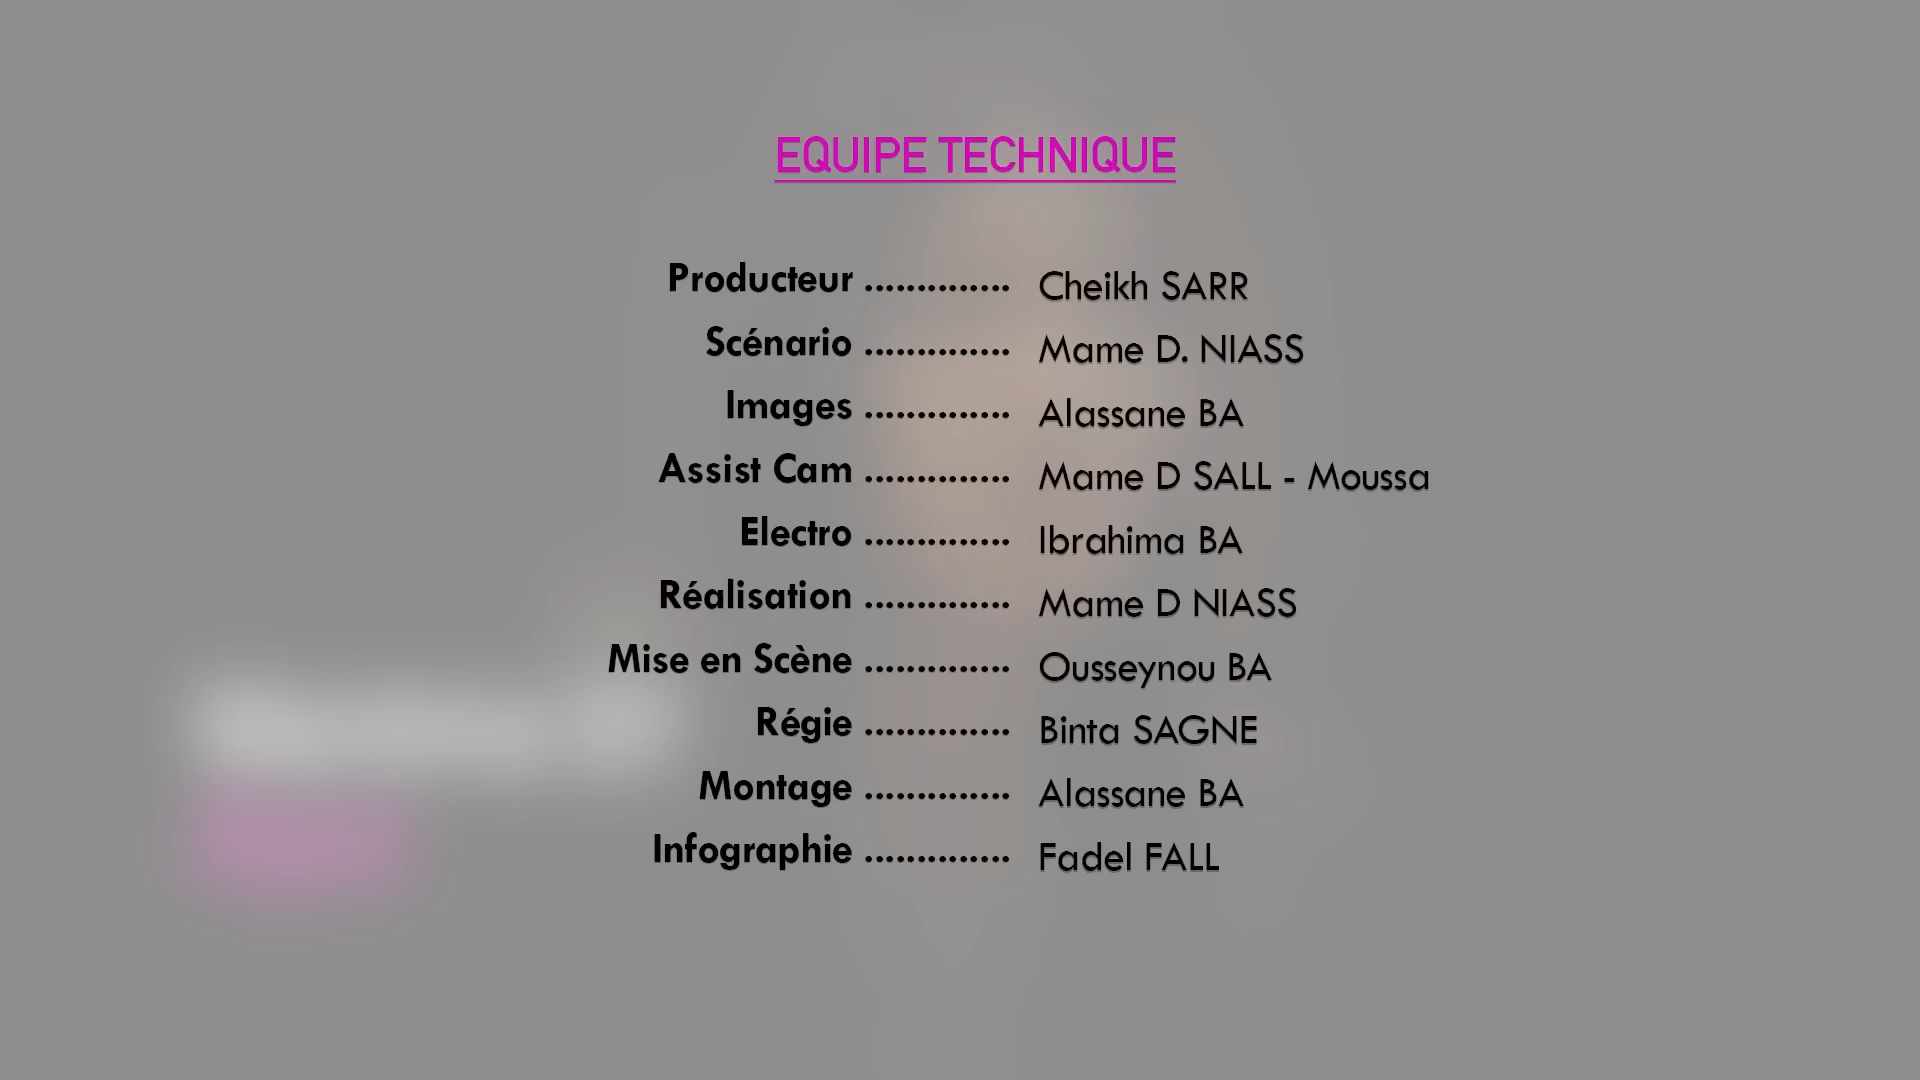 EQUIPE TECHNIQUE
Producteur .............. Cheikh SARR
Scénario .............. Mame D. NIASS
Images .............. Alassane BA
Assist Cam .............. Mame D SALL - Moussa
Electro .............. Ibrahima BA
Réalisation .............. Mame D NIASS
Mise en Scène .............. Ousseynou BA
Régie .............. Binta SAGNE
Montage .............. Alassane BA
Infographie .............. Fadel FALL